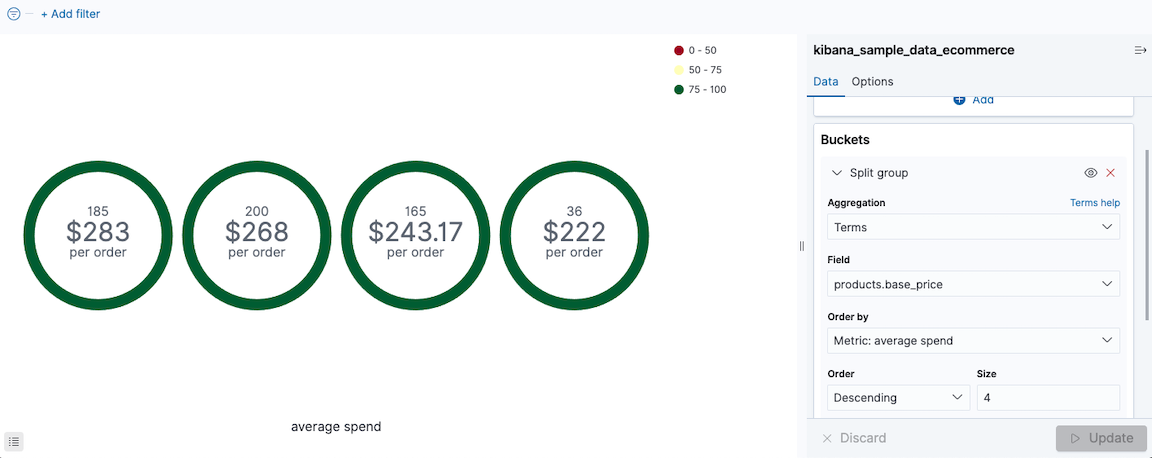 + Add filter
0 - 50
50 - 75
75 - 100
185
$283
per order
200
$268
per order
165
$243.17
per order
36
$222
per order
average spend
kibana_sample_data_ecommerce
Data Options
Add
Buckets
Split group
Aggregation Terms help
Terms
Field
products.base_price
Order by
Metric: average spend
Order Size
Descending 4
Discard Update